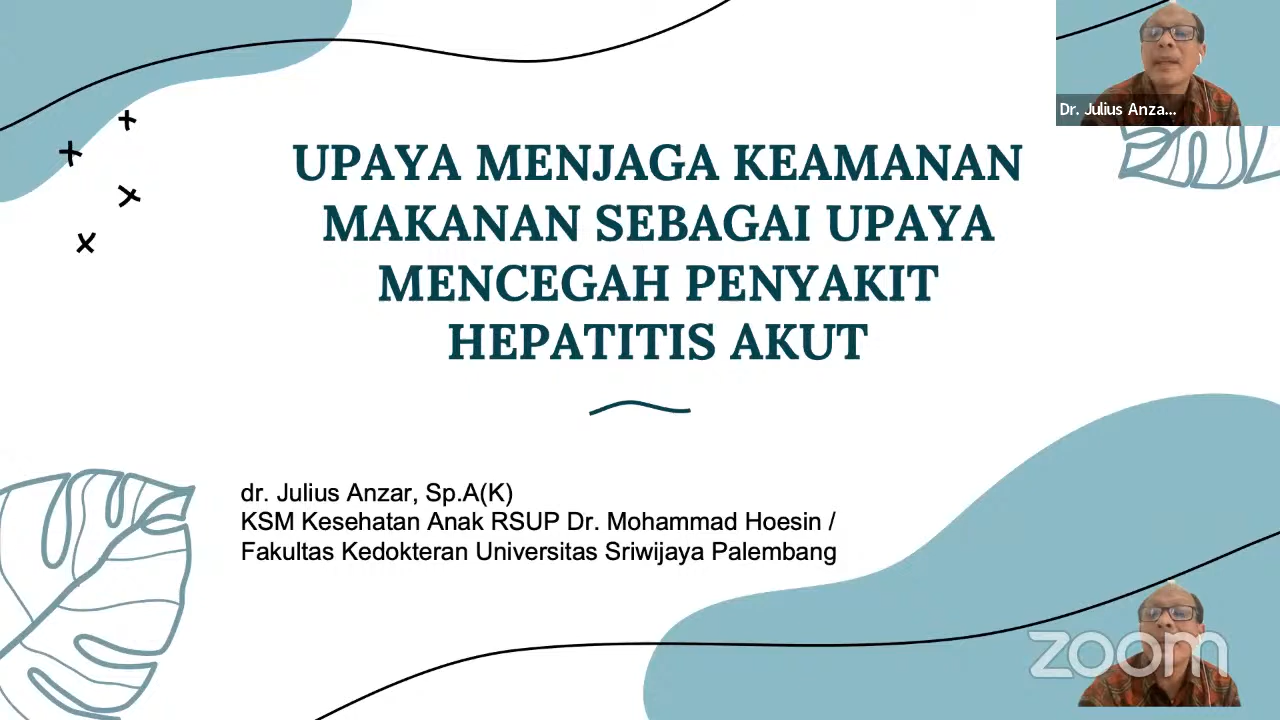 Dr. Julius Anza...
UPAYA MENJAGA KEAMANAN
MAKANAN SEBAGAI UPAYA
MENCEGAH PENYAKIT
HEPATITIS AKUT
dr. Julius Anzar, Sp.A(K)
KSM Kesehatan Anak RSUP Dr. Mohammad Hoesin /
Fakultas Kedokteran Universitas Sriwijaya Palembang
zoom